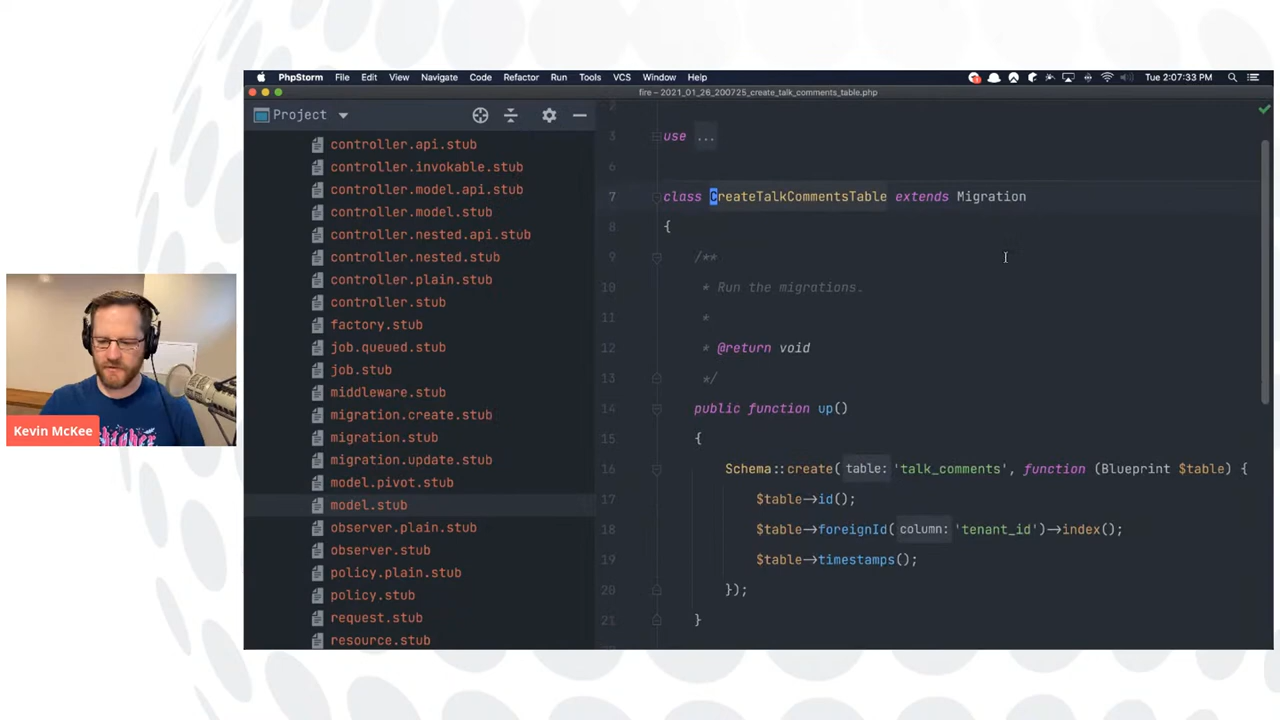 PhpStorm File Edit View Navigate Code Refactor Run Tools VCS Window Help Tue 2:07:33 PM
fire – 2021_01_26_200725_create_talk_comments_table.php
Project
controller.api.stub
controller.invokable.stub
controller.model.api.stub
controller.model.stub
controller.nested.api.stub
controller.nested.stub
controller.plain.stub
controller.stub
factory.stub
job.queued.stub
job.stub
middleware.stub
migration.create.stub
migration.stub
migration.update.stub
model.pivot.stub
model.stub
observer.plain.stub
observer.stub
policy.plain.stub
policy.stub
request.stub
resource.stub
2
3 use ...
6
7 class CreateTalkCommentsTable extends Migration
8 {
9 /**
10 * Run the migrations.
11 *
12 * @return void
13 */
14 public function up()
15 {
16 Schema::create( table: 'talk_comments', function (Blueprint $table) {
17 $table->id();
18 $table->foreignId( column: 'tenant_id')->index();
19 $table->timestamps();
20 });
21 }
Kevin McKee